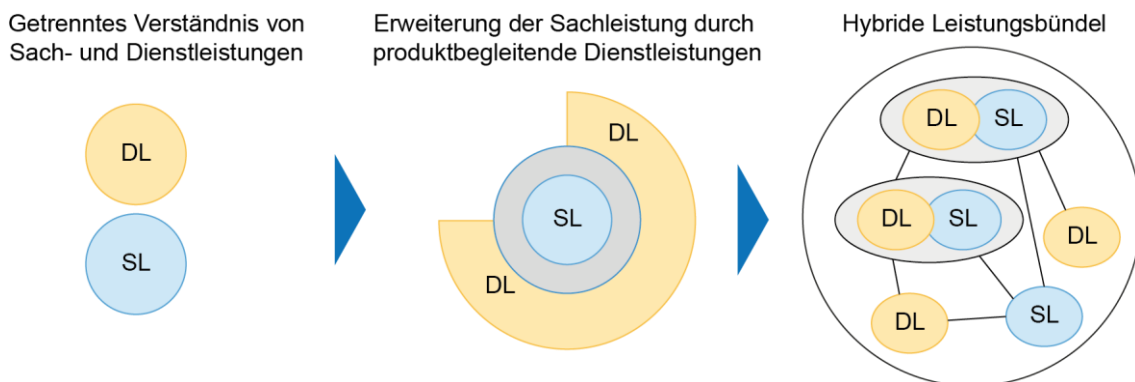 Getrenntes Verständnis von
Sach- und Dienstleistungen
DL
SL
Erweiterung der Sachleistung durch
produktbegleitende Dienstleistungen
DL
SL
DL
Hybride Leistungsbündel
DL
SL
DL
SL
DL
DL
SL